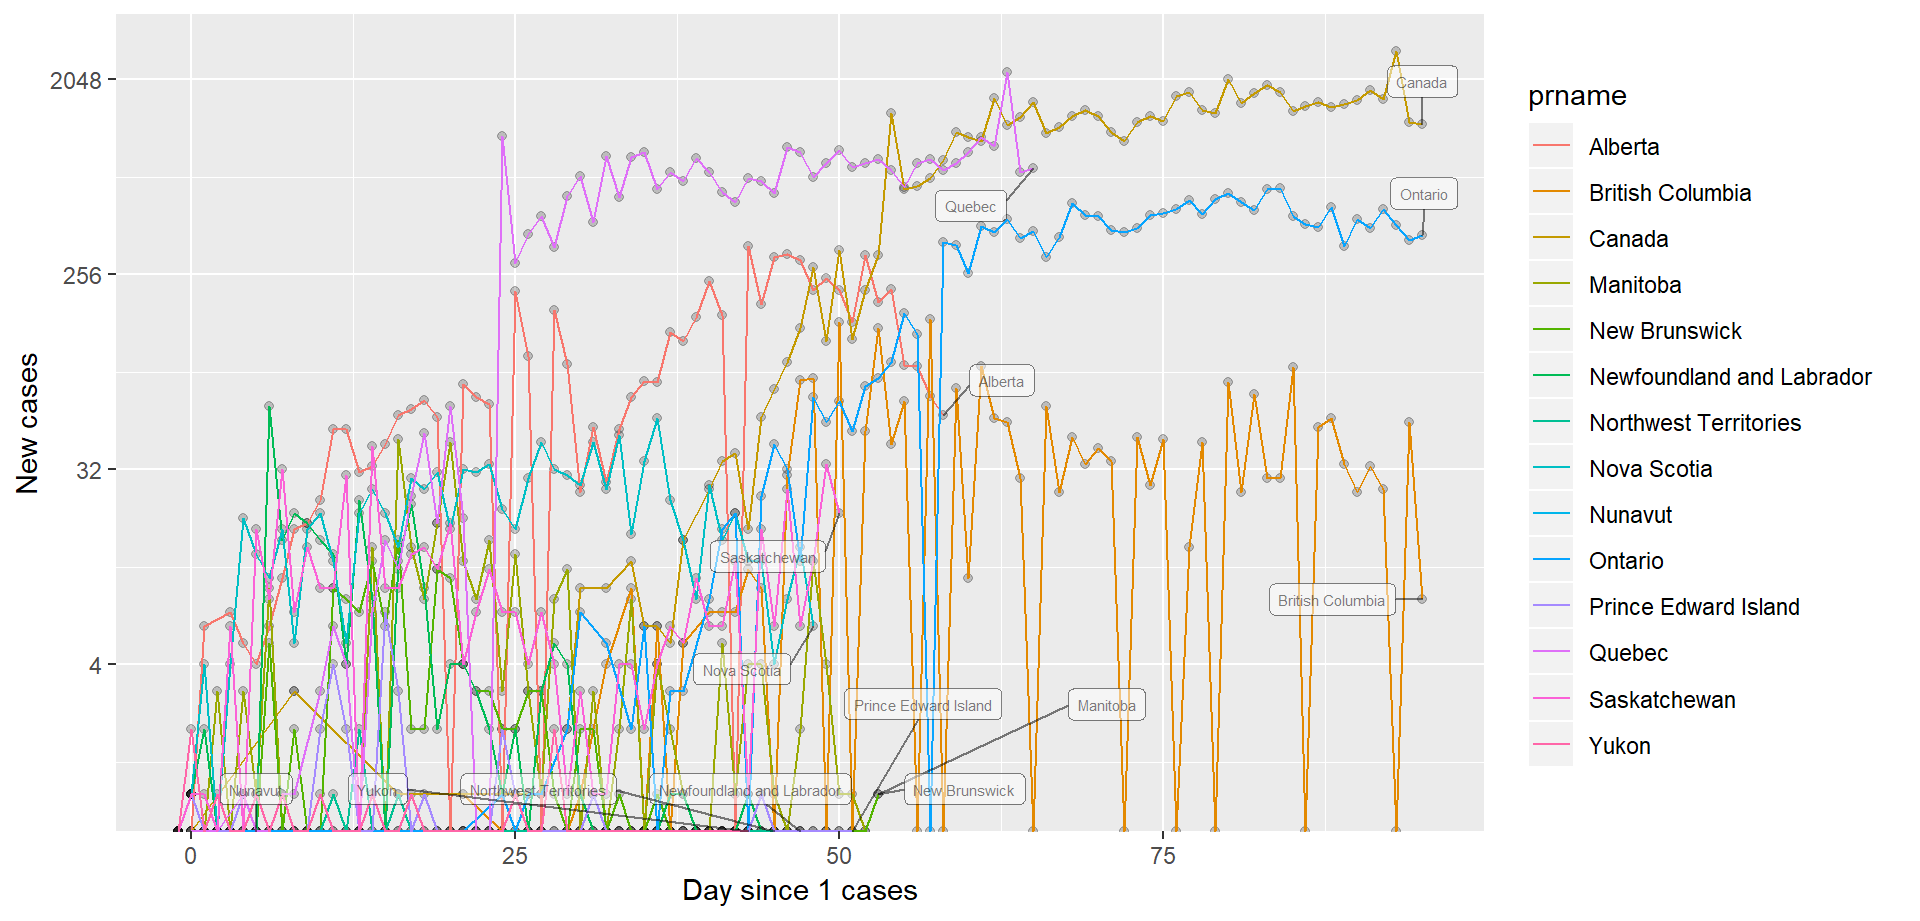 2048
256
32
4
New cases
0
25
50
75
Day since 1 cases
Canada
Ontario
Quebec
Alberta
Saskatchewan
British Columbia
Nova Scotia
Prince Edward Island
Manitoba
Nunavut
Yukon
Northwest Territories
Newfoundland and Labrador
New Brunswick
prname
Alberta
British Columbia
Canada
Manitoba
New Brunswick
Newfoundland and Labrador
Northwest Territories
Nova Scotia
Nunavut
Ontario
Prince Edward Island
Quebec
Saskatchewan
Yukon